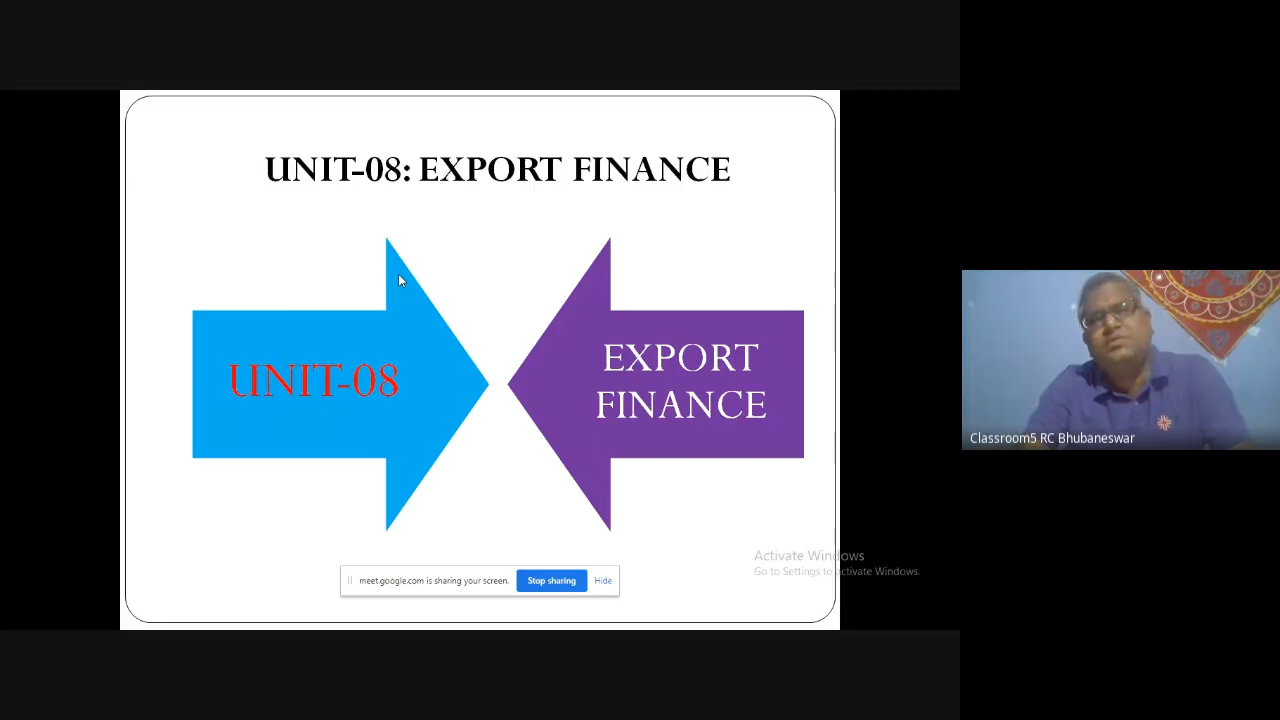 UNIT-08: EXPORT FINANCE
UNIT-08
EXPORT
FINANCE
Classroom5 RC Bhubaneswar
Activate Windows
Go to Settings to activate Windows.
meet.google.com is sharing your screen.
Stop sharing
Hide